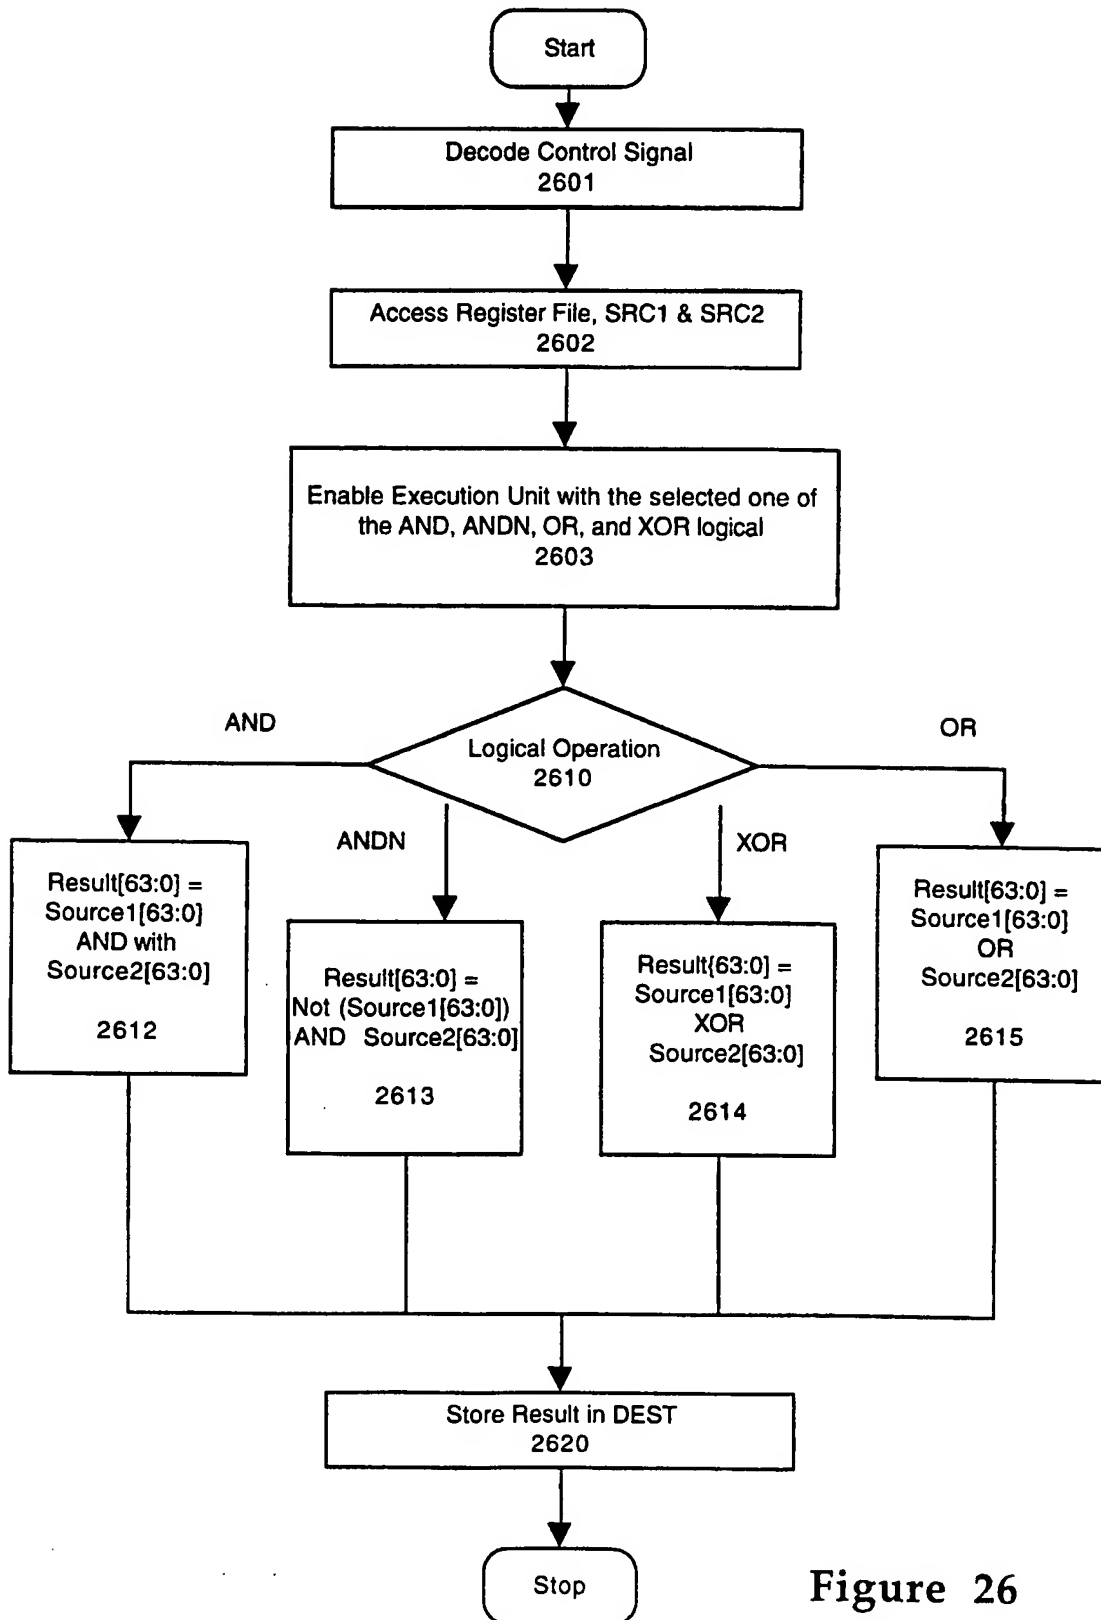 Start
Decode Control Signal
2601
Access Register File, SRC1 & SRC2
2602
Enable Execution Unit with the selected one of
the AND, ANDN, OR, and XOR logical
2603
Logical Operation
2610
AND
ANDN
XOR
OR
Result[63:0] =
Source1[63:0]
AND with
Source2[63:0]
2612
Result[63:0] =
Not (Source1[63:0])
AND Source2[63:0]
2613
Result{63:0] =
Source1[63:0]
XOR
Source2[63:0]
2614
Result[63:0] =
Source1[63:0]
OR
Source2[63:0]
2615
Store Result in DEST
2620
Stop
Figure 26